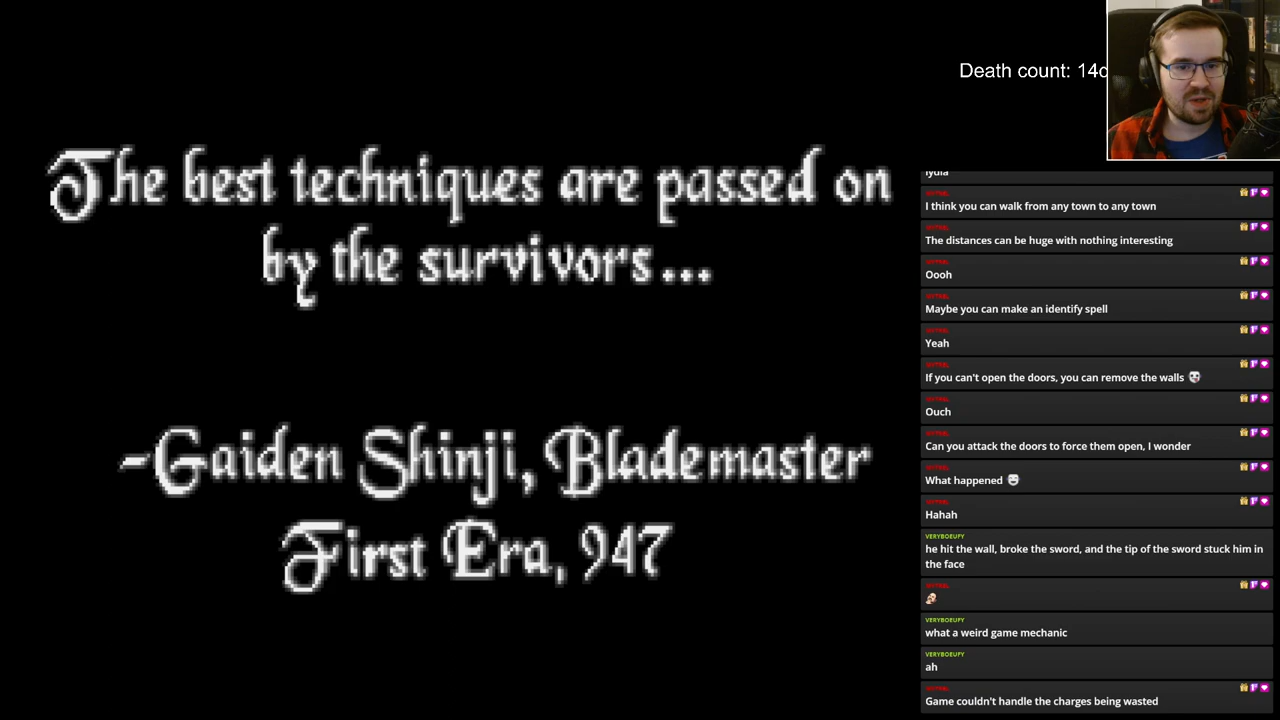 Death count: 14
The best techniques are passed on
by the survivors...
-Gaiden Shinji, Blademaster
First Era, 947
lydia
I think you can walk from any town to any town
The distances can be huge with nothing interesting
Oooh
Maybe you can make an identify spell
Yeah
If you can't open the doors, you can remove the walls
Ouch
Can you attack the doors to force them open, I wonder
What happened
Hahah
VERYBOEUFY
he hit the wall, broke the sword, and the tip of the sword stuck him in
the face
VERYBOEUFY
what a weird game mechanic
VERYBOEUFY
ah
Game couldn't handle the charges being wasted